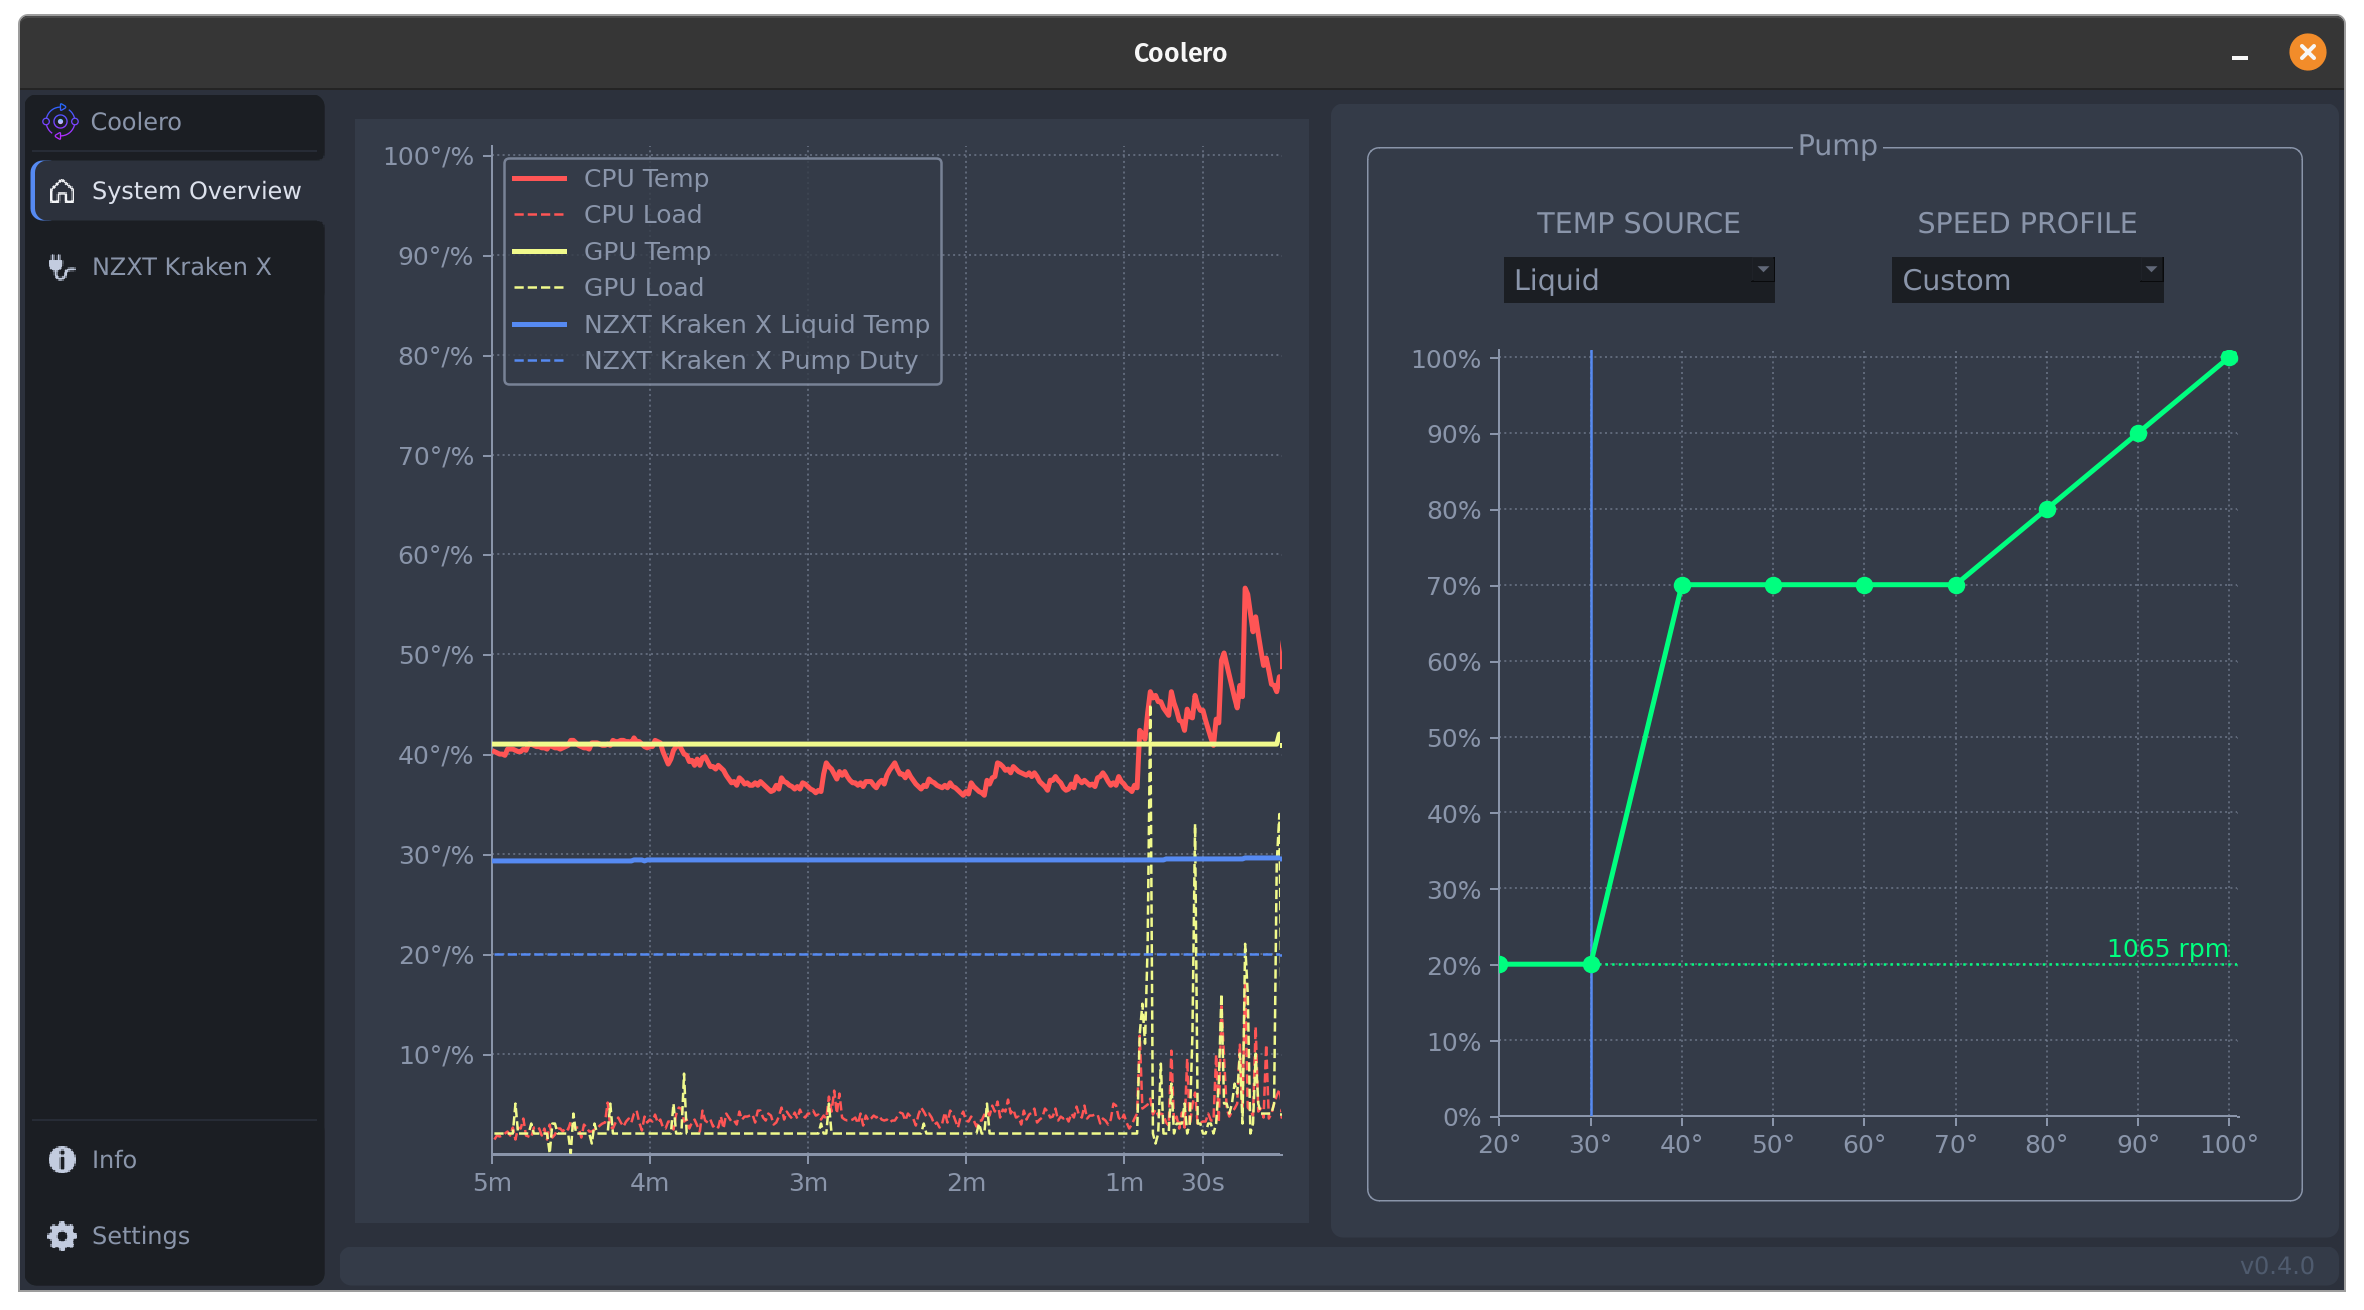 Coolero
Coolero
System Overview
NZXT Kraken X
Info
Settings
100°/%
90°/%
80°/%
70°/%
60°/%
50°/%
40°/%
30°/%
20°/%
10°/%
CPU Temp
CPU Load
GPU Temp
GPU Load
NZXT Kraken X Liquid Temp
NZXT Kraken X Pump Duty
5m 4m 3m 2m 1m 30s
Pump
TEMP SOURCE SPEED PROFILE
Liquid Custom
100%
90%
80%
70%
60%
50%
40%
30%
1065 rpm
20%
10%
0%
20° 30° 40° 50° 60° 70° 80° 90° 100°
v0.4.0